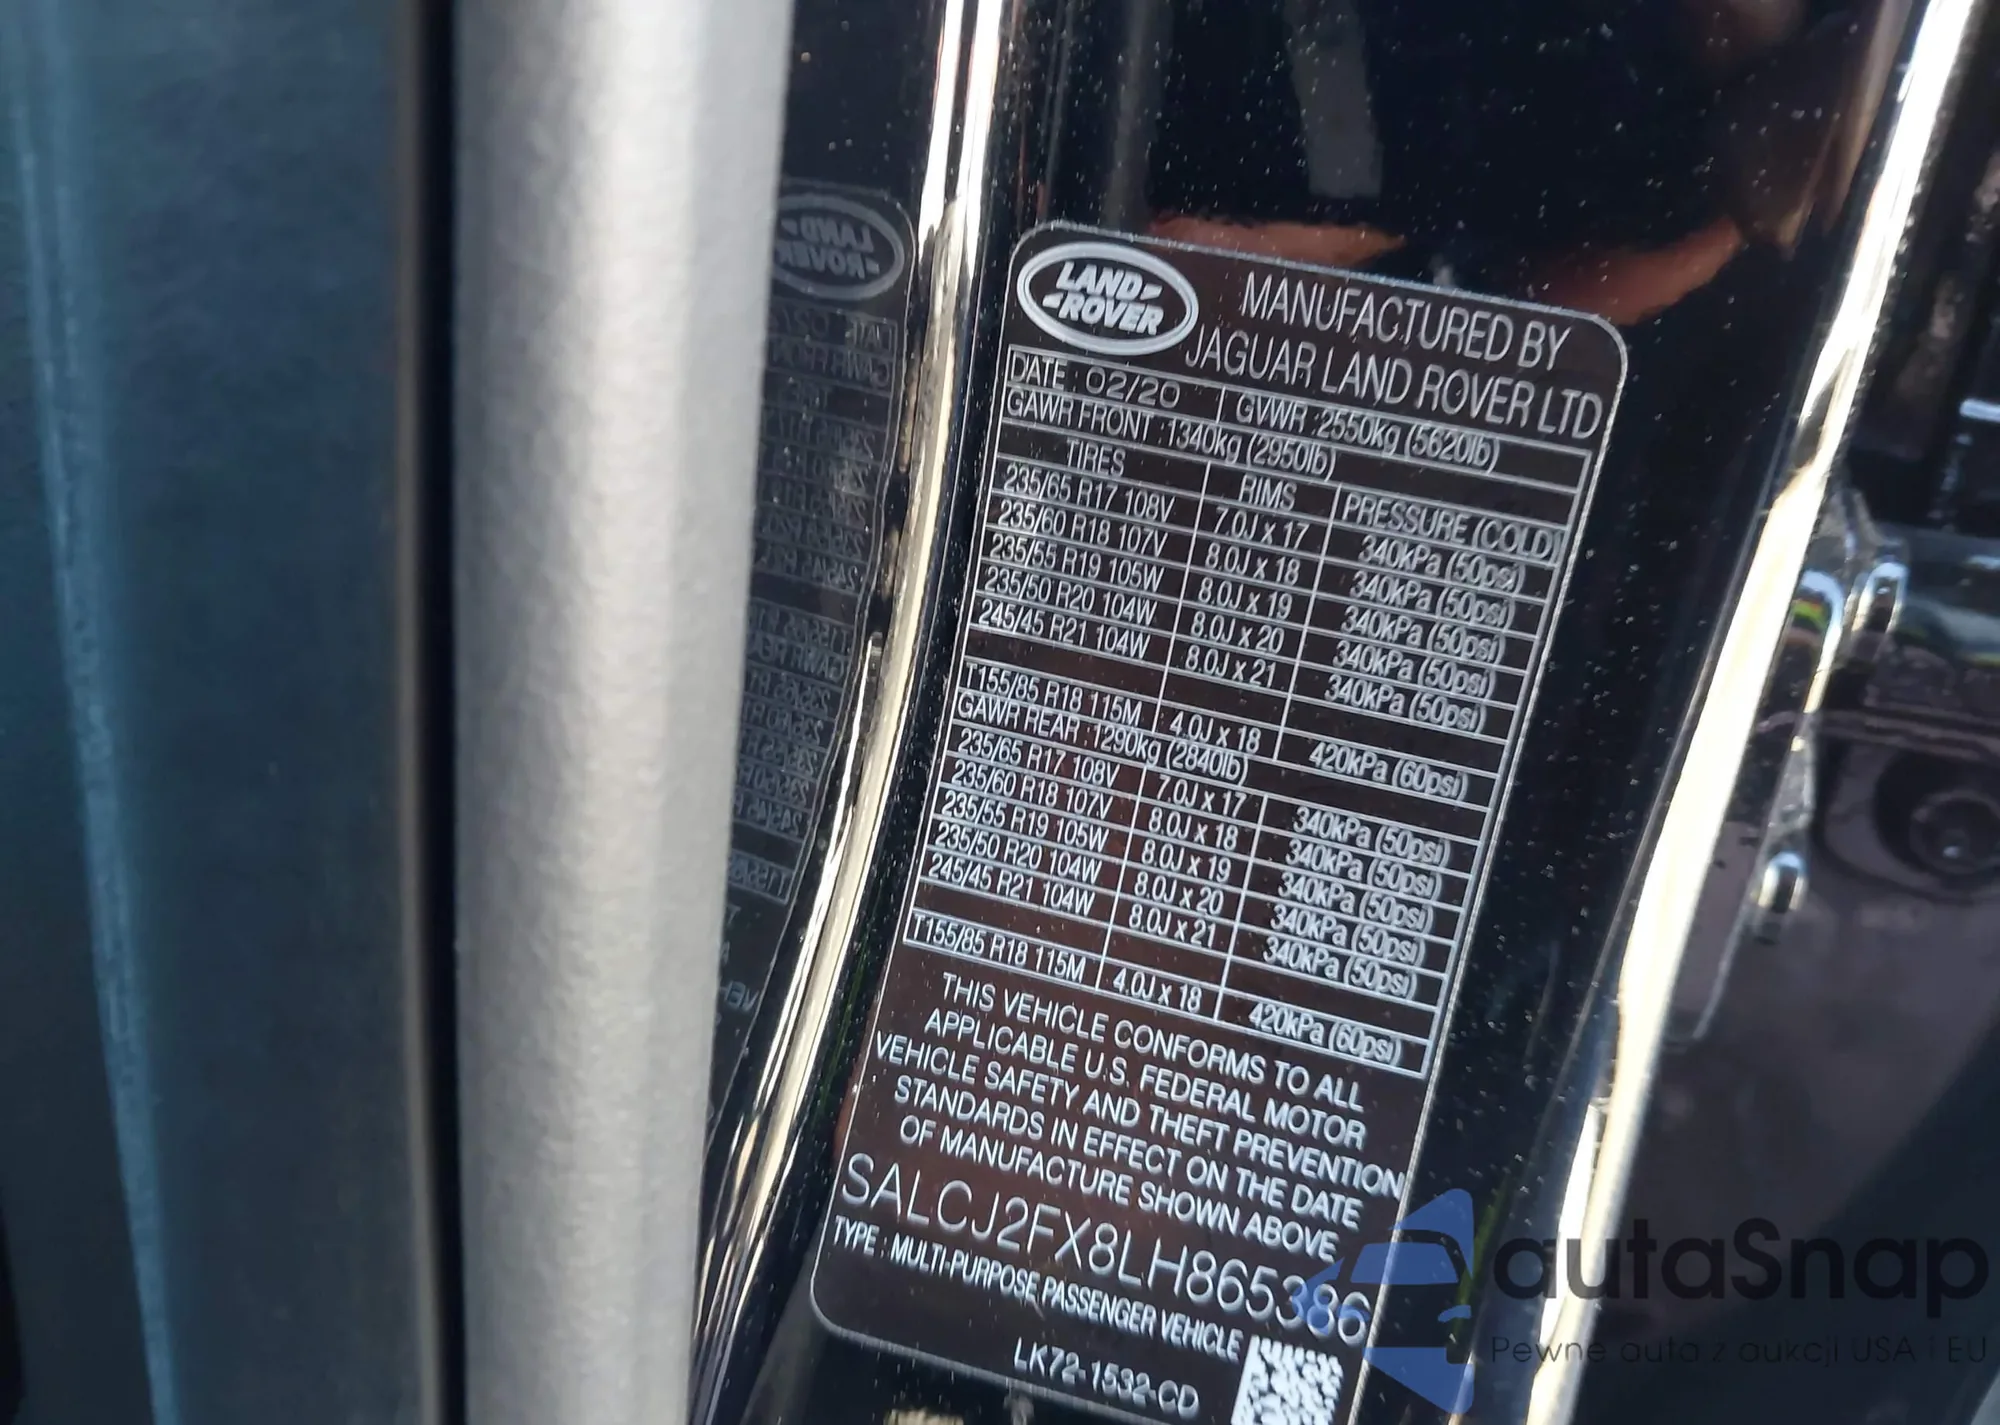 LAND
ROVER
MANUFACTURED BY
JAGUAR LAND ROVER LTD
DATE : 02/20 GVWR :2550kg (5620lb)
GAWR FRONT :1340kg (2950lb)
TIRES RIMS PRESSURE (COLD)
235/65 R17 108V 7.0J x 17 340kPa (50psi)
235/60 R18 107V 8.0J x 18 340kPa (50psi)
235/55 R19 105W 8.0J x 19 340kPa (50psi)
235/50 R20 104W 8.0J x 20 340kPa (50psi)
245/45 R21 104W 8.0J x 21 340kPa (50psi)
T155/85 R18 115M 4.0J x 18 420kPa (60psi)
GAWR REAR :1290kg (2840lb)
235/65 R17 108V 7.0J x 17 340kPa (50psi)
235/60 R18 107V 8.0J x 18 340kPa (50psi)
235/55 R19 105W 8.0J x 19 340kPa (50psi)
235/50 R20 104W 8.0J x 20 340kPa (50psi)
245/45 R21 104W 8.0J x 21 340kPa (50psi)
T155/85 R18 115M 4.0J x 18 420kPa (60psi)
THIS VEHICLE CONFORMS TO ALL
APPLICABLE U.S. FEDERAL MOTOR
VEHICLE SAFETY AND THEFT PREVENTION
STANDARDS IN EFFECT ON THE DATE
OF MANUFACTURE SHOWN ABOVE
SALCJ2FX8LH865386
TYPE : MULTI-PURPOSE PASSENGER VEHICLE
LK72-1532-CD
autaSnap
Pewne auta z aukcji USA i EU